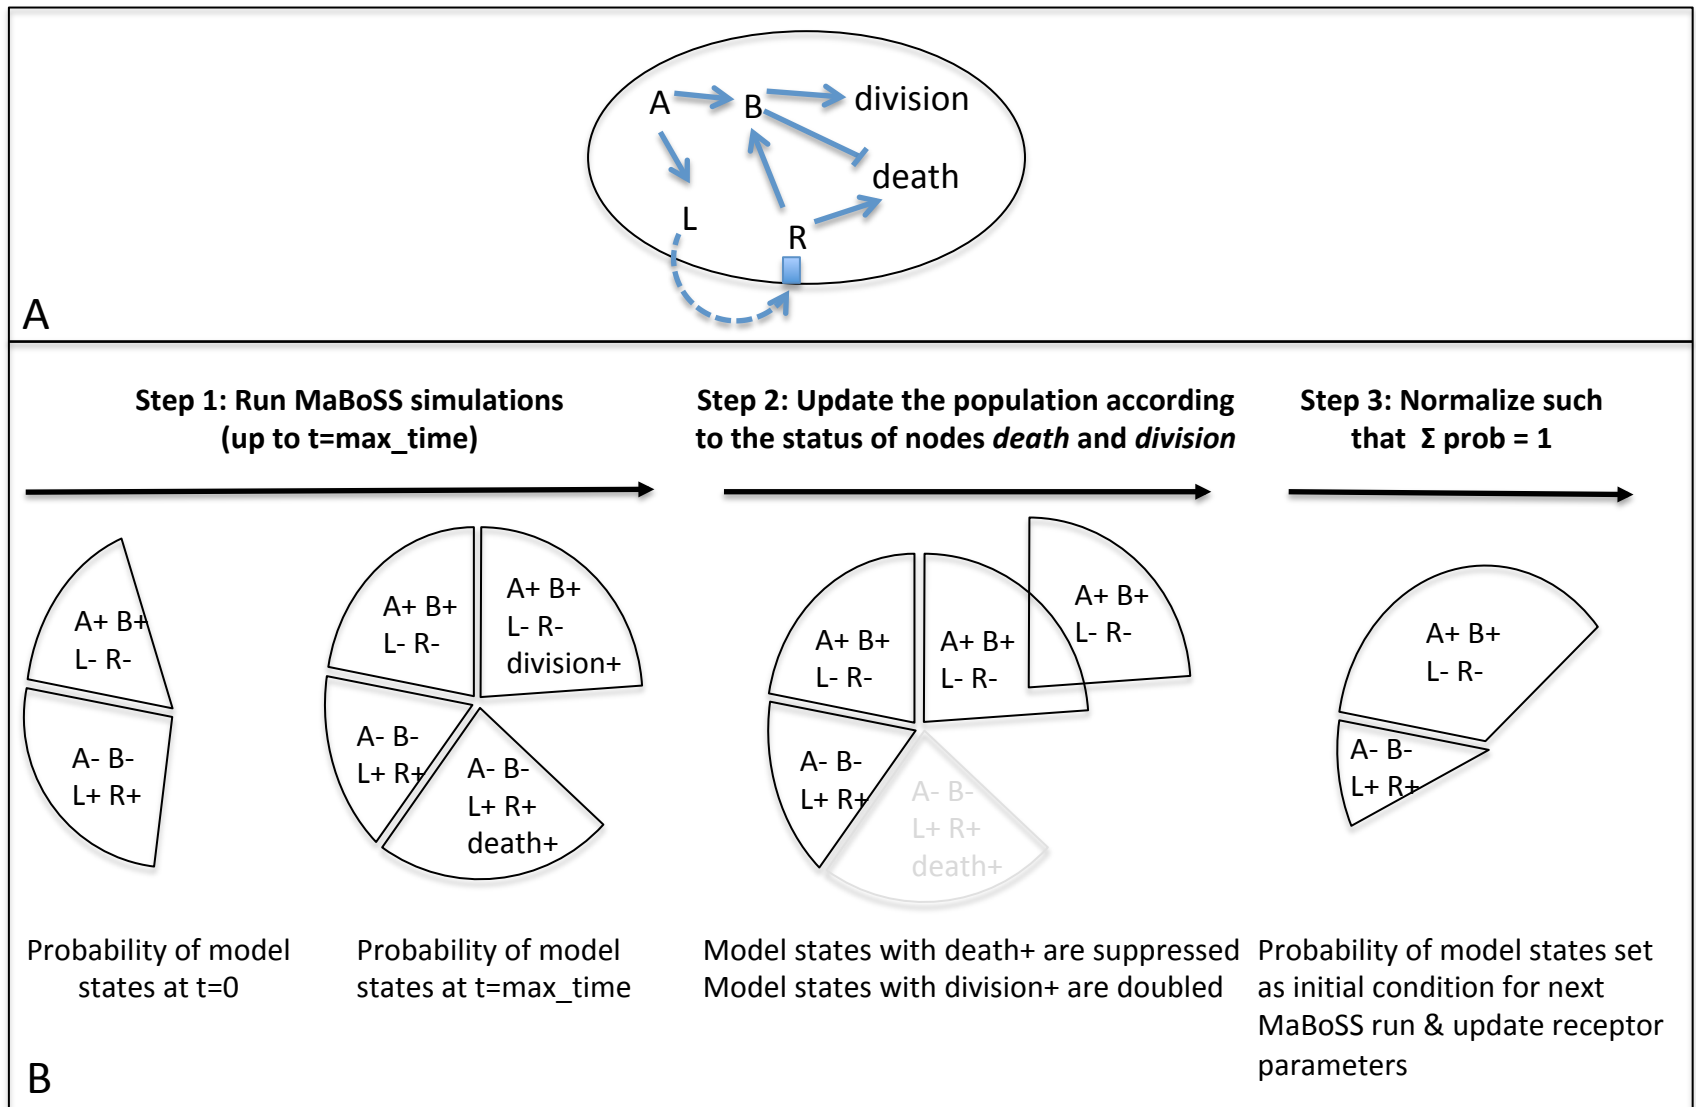 A
B
division
death
L
R
A
Step 1: Run MaBoSS simulations
(up to t=max_time)
Step 2: Update the population according
to the status of nodes death and division
Step 3: Normalize such
that Σ prob = 1
A+ B+
L- R-
A- B-
L+ R+
A+ B+
L- R-
A+ B+
L- R-
division+
A- B-
L+ R+
A- B-
L+ R+
death+
A+ B+
L- R-
A+ B+
L- R-
A+ B+
L- R-
A- B-
L+ R+
A- B-
L+ R+
death+
A+ B+
L- R-
A- B-
L+ R+
Probability of model
states at t=0
Probability of model
states at t=max_time
Model states with death+ are suppressed
Model states with division+ are doubled
Probability of model states set
as initial condition for next
MaBoSS run & update receptor
parameters
B